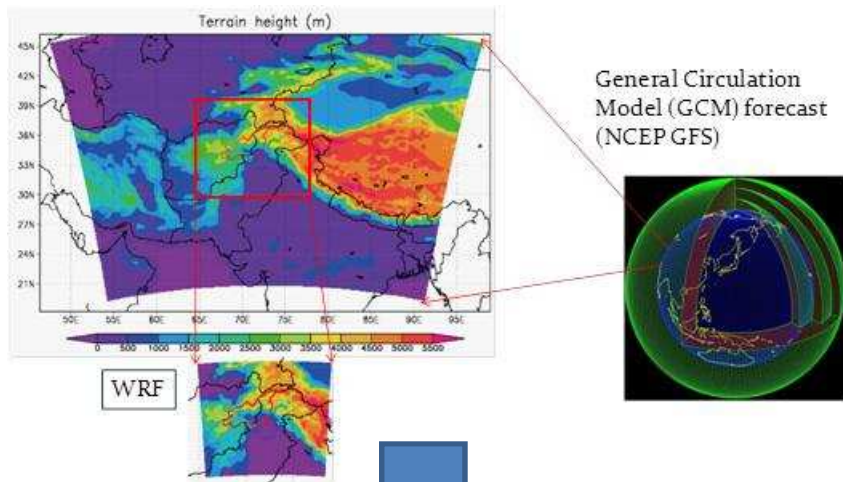 Terrain height (m)
45N
42N
39N
36N
33N
30N
27N
24N
21N
50E 55E 60E 65E 70E 75E 80E 85E 90E 95E
0 500 1000 1500 2000 2500 3000 3500 4000 4500 5000 5500
WRF
General Circulation
Model (GCM) forecast
(NCEP GFS)